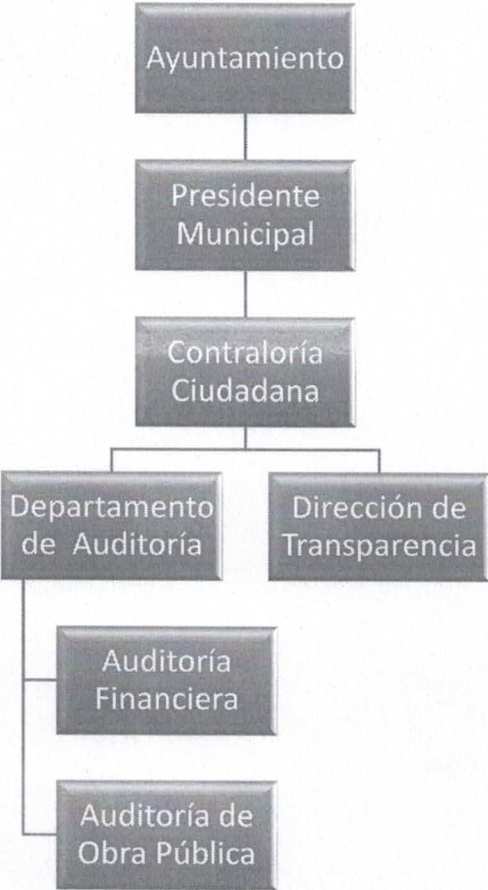 Ayuntamiento
Presidente
Municipal
Contraloría
Ciudadana
Departamento
de Auditoría
Dirección de
Transparencia
Auditoría
Financiera
Auditoría de
Obra Pública